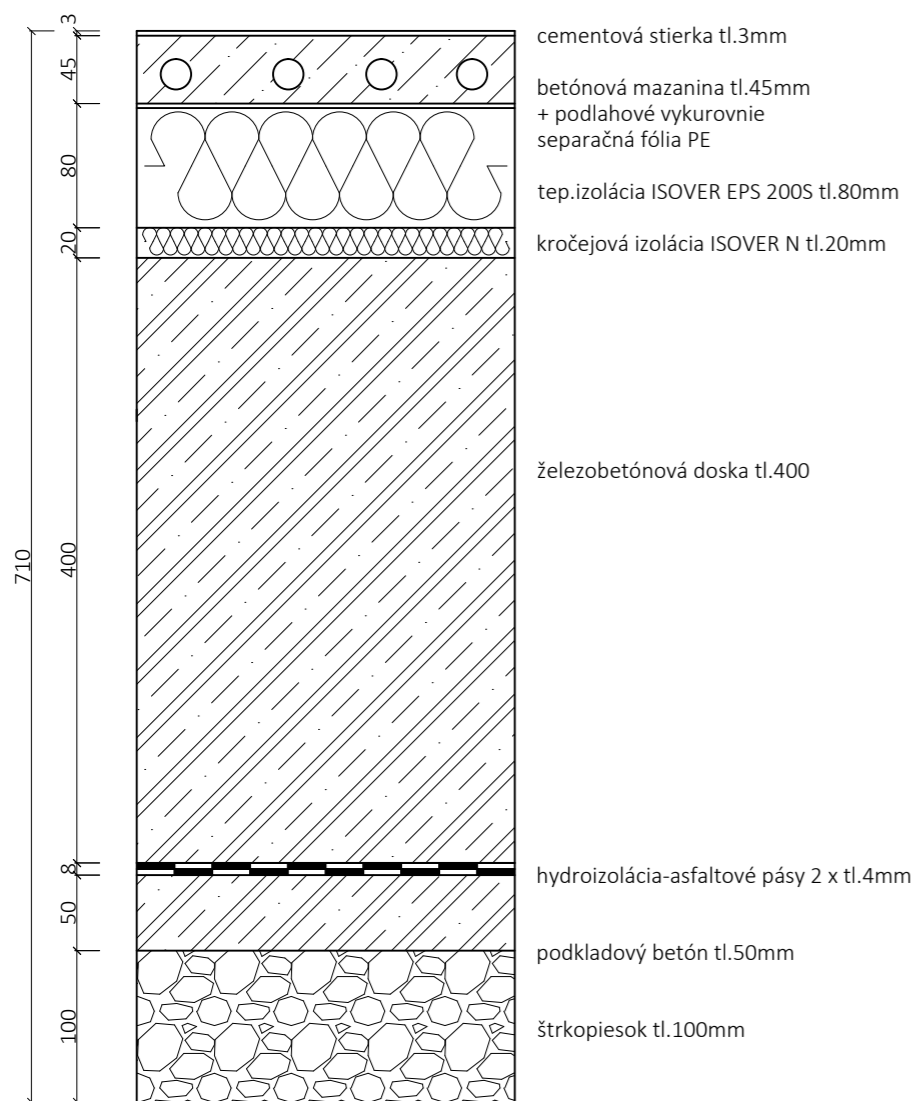 3
45
80
20
400
8
50
100
710
cementová stierka tl.3mm
betónová mazanina tl.45mm
+ podlahové vykurovnie
separačná fólia PE
tep.izolácia ISOVER EPS 200S tl.80mm
kročejová izolácia ISOVER N tl.20mm
železobetónová doska tl.400
hydroizolácia-asfaltové pásy 2 x tl.4mm
podkladový betón tl.50mm
štrkopiesok tl.100mm